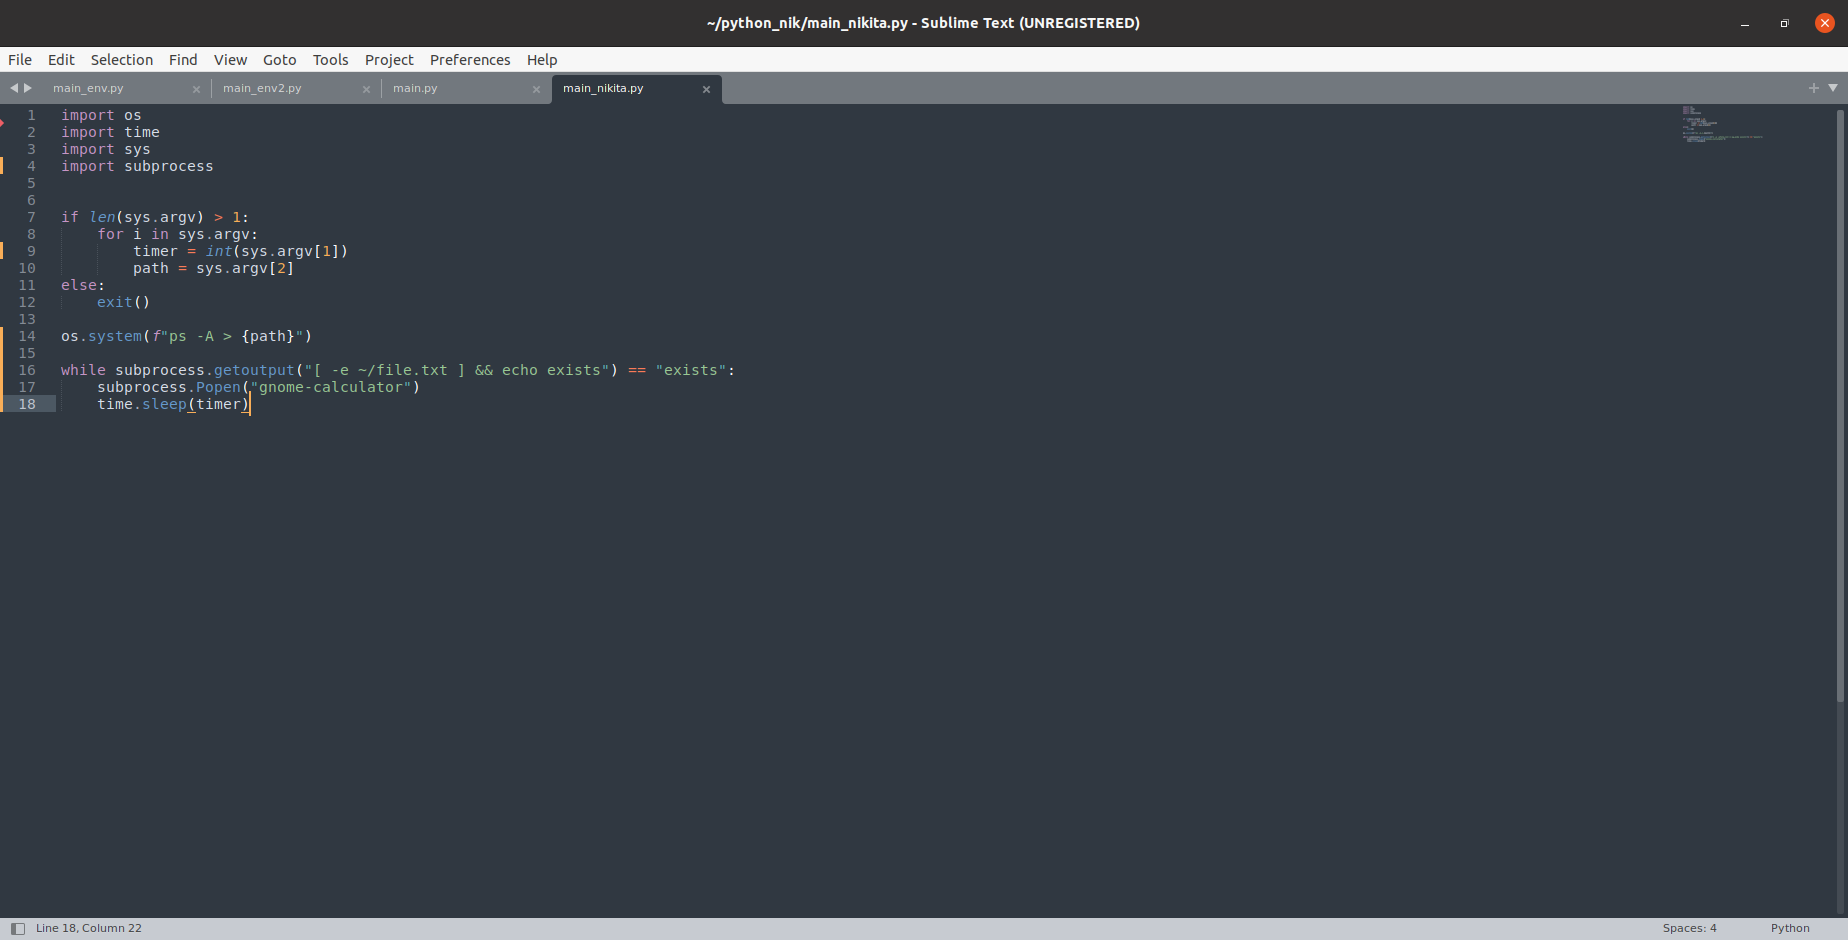 ~/python_nik/main_nikita.py - Sublime Text (UNREGISTERED)
File Edit Selection Find View Goto Tools Project Preferences Help
main_env.py × main_env2.py × main.py × main_nikita.py ×
1 import os
2 import time
3 import sys
4 import subprocess
5
6
7 if len(sys.argv) > 1:
8     for i in sys.argv:
9         timer = int(sys.argv[1])
10         path = sys.argv[2]
11 else:
12     exit()
13
14 os.system(f"ps -A > {path}")
15
16 while subprocess.getoutput("[ -e ~/file.txt ] && echo exists") == "exists":
17     subprocess.Popen("gnome-calculator")
18     time.sleep(timer)
Line 18, Column 22 Spaces: 4 Python